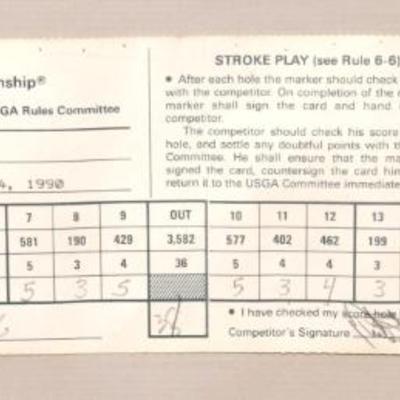 nship®
STROKE PLAY (see Rule 6-6)
GA Rules Committee
• After each hole the marker should check
with the competitor. On completion of the
marker shall sign the card and hand
competitor.
The competitor should check his score
hole, and settle any doubtful points with th
Committee. He shall ensure that the ma
signed the card, countersign the card him
return it to the USGA Committee immediate
4, 1990
7 8 9 OUT 10 11 12 13
581 190 429 3,582 577 402 462 199
5 3 4 36 5 4 4 3
5 3 5 5 3 4 3
• I have checked my score hole
Competitor's Signature